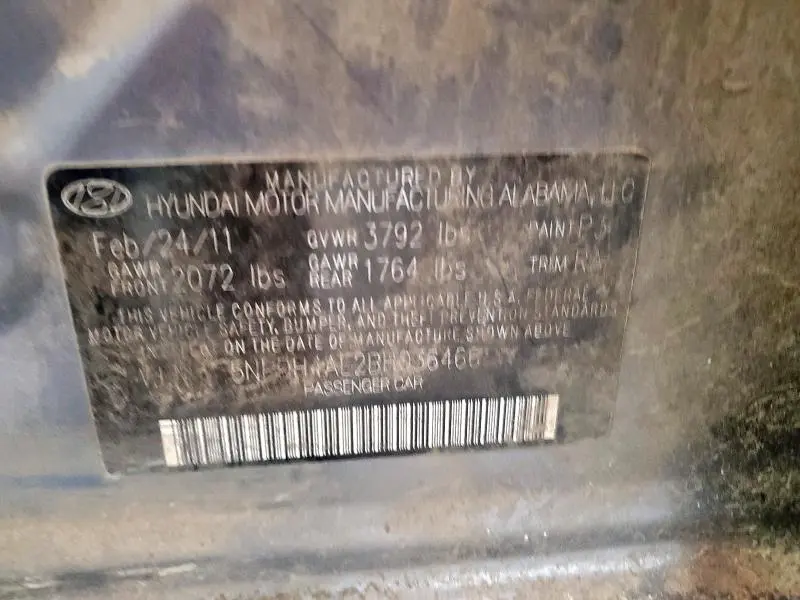 MANUFACTURED BY
HYUNDAI MOTOR MANUFACTURING ALABAMA, LLC
Feb/24/11 GVWR 3792 lbs PAINT
GAWR FRONT 2072 lbs GAWR REAR 1764 lbs TRIM
THIS VEHICLE CONFORMS TO ALL APPLICABLE U.S.A. FEDERAL
MOTOR VEHICLE SAFETY, BUMPER, AND THEFT PREVENTION STANDARDS
ON THE DATE OF MANUFACTURE SHOWN ABOVE
PASSENGER CAR